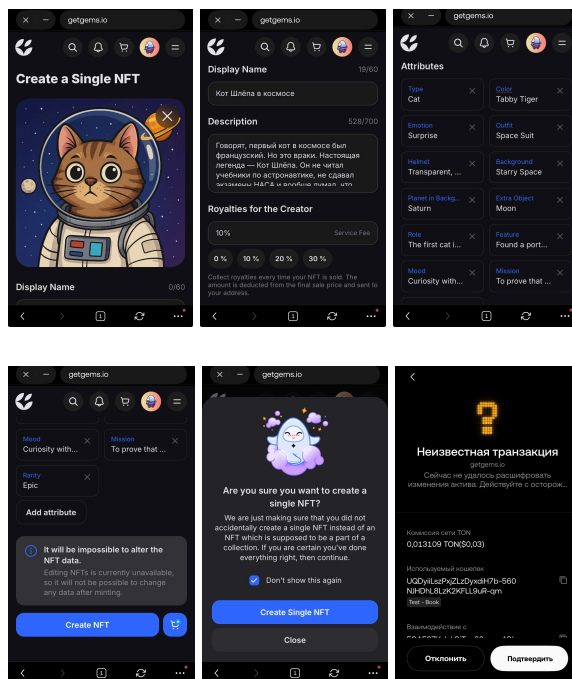 getgems.io
Create a Single NFT
Display Name 0/60
1
getgems.io
Display Name 19/60
Кот Шлёпа в космосе
Description 528/700
Говорят, первый кот в космосе был
французский. Но это враки. Настоящая
легенда — Кот Шлёпа. Он не читал
учебники по астронавтике, не сдавал
экзамены НАСА и вообще думал, что
Royalties for the Creator
10% Service Fee
0 % 10 % 20 % 30 %
Collect royalties every time your NFT is sold. The
amount is deducted from the final sale price and sent to
your address.
1
getgems.io
Attributes
Type Color
Cat Tabby Tiger
Emotion Outfit
Surprise Space Suit
Helmet Background
Transparent, ... Starry Space
Planet in Backg... Extra Object
Saturn Moon
Role Feature
The first cat i... Found a port...
Mood Mission
Curiosity with... To prove that ...
1
getgems.io
Mood Mission
Curiosity with... To prove that ...
Rarity
Epic
Add attribute
It will be impossible to alter the
NFT data.
Editing NFTs is currently unavailable,
so it will not be possible to change
any data after minting.
Create NFT
1
getgems.io
Are you sure you want to create a
single NFT?
We are just making sure that you did not
accidentally create a single NFT instead of an
NFT which is supposed to be a part of a
collection. If you are certain you've done
everything right, then continue.
Don't show this again
Create Single NFT
Close
1
Неизвестная транзакция
getgems.io
Сейчас не удалось расшифровать
изменения актива. Действуйте с осторож...
Комиссия сети TON
0,013109 TON($0,03)
Используемый кошелек
UQDyiiLszPxjZLzDyxdiH7b-560
NJHDhL8LzK2KFLL9uR-qm
Test - Book
Взаимодействие с
Отклонить Подтвердить